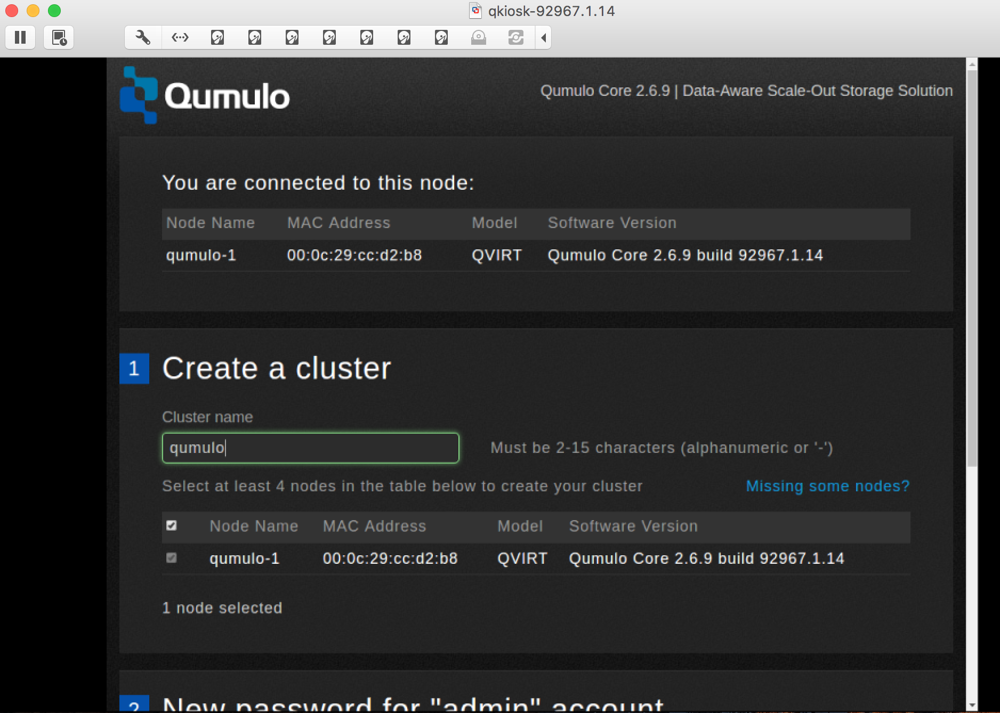 qkiosk-92967.1.14
Qumulo
Qumulo Core 2.6.9 | Data-Aware Scale-Out Storage Solution
You are connected to this node:
Node Name MAC Address Model Software Version
qumulo-1 00:0c:29:cc:d2:b8 QVIRT Qumulo Core 2.6.9 build 92967.1.14
1 Create a cluster
Cluster name
qumulo Must be 2-15 characters (alphanumeric or '-')
Select at least 4 nodes in the table below to create your cluster Missing some nodes?
Node Name MAC Address Model Software Version
qumulo-1 00:0c:29:cc:d2:b8 QVIRT Qumulo Core 2.6.9 build 92967.1.14
1 node selected
2 New password for "admin" account